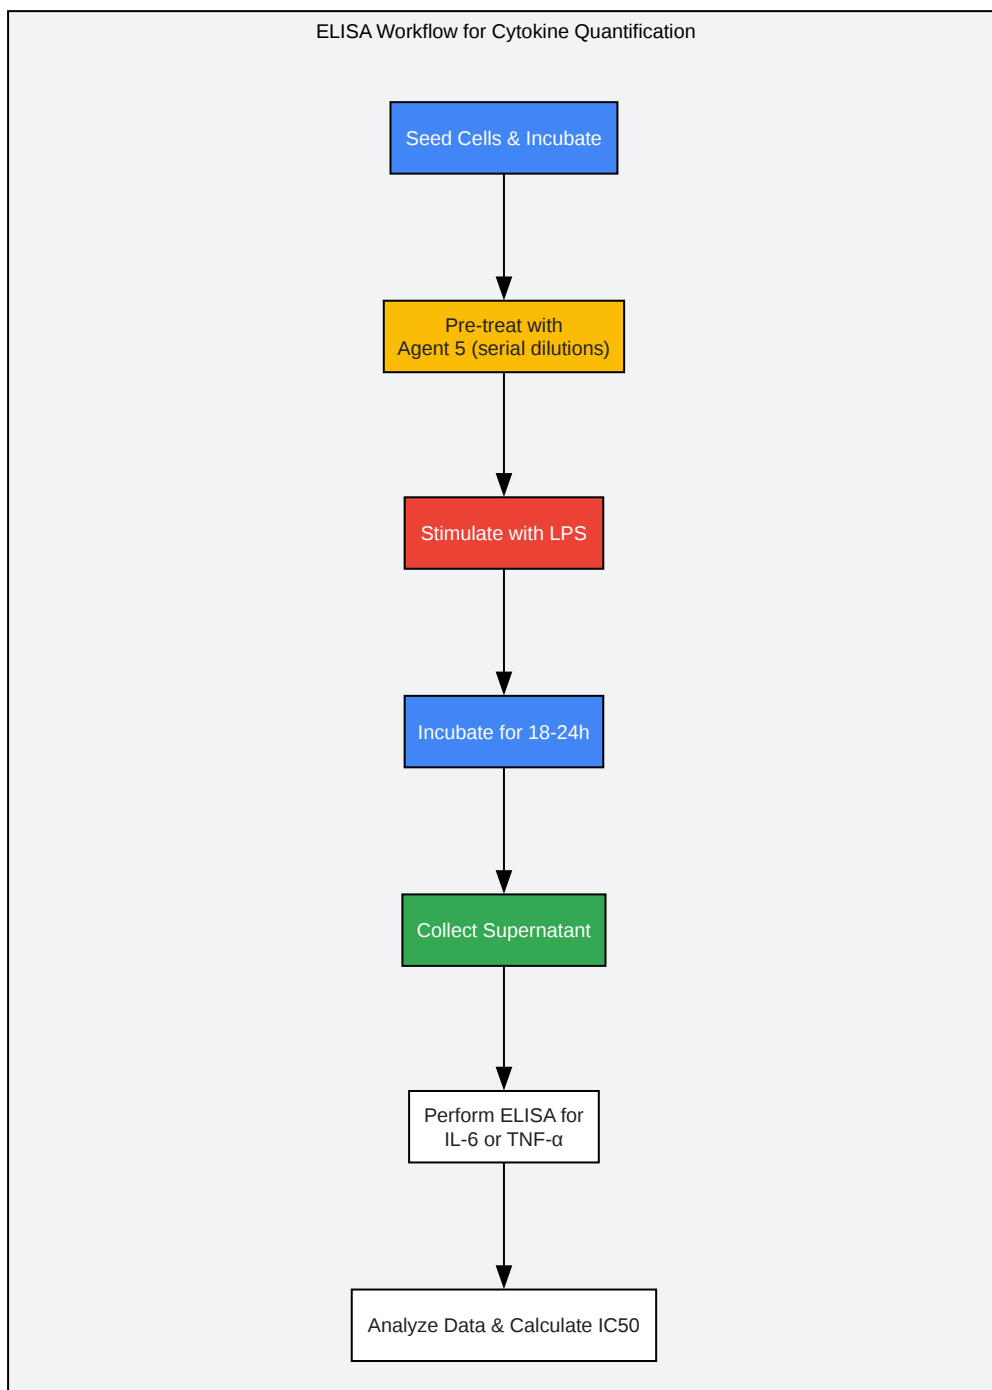 ELISA Workflow for Cytokine Quantification
Seed Cells & Incubate
Pre-treat with
Agent 5 (serial dilutions)
Stimulate with LPS
Incubate for 18-24h
Collect Supernatant
Perform ELISA for
IL-6 or TNF-α
Analyze Data & Calculate IC50